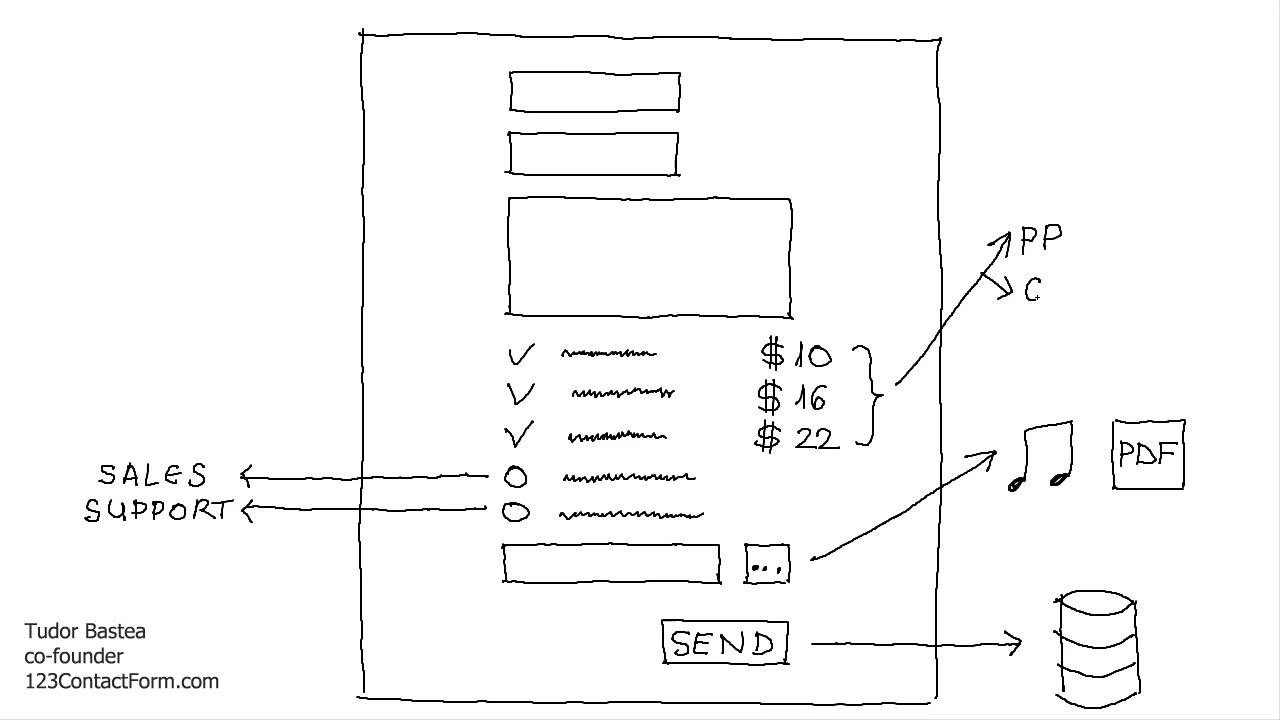 PP
C
$ 10
$ 16
$ 22
SALES
SUPPORT
PDF
...
SEND
Tudor Bastea
co-founder
123ContactForm.com